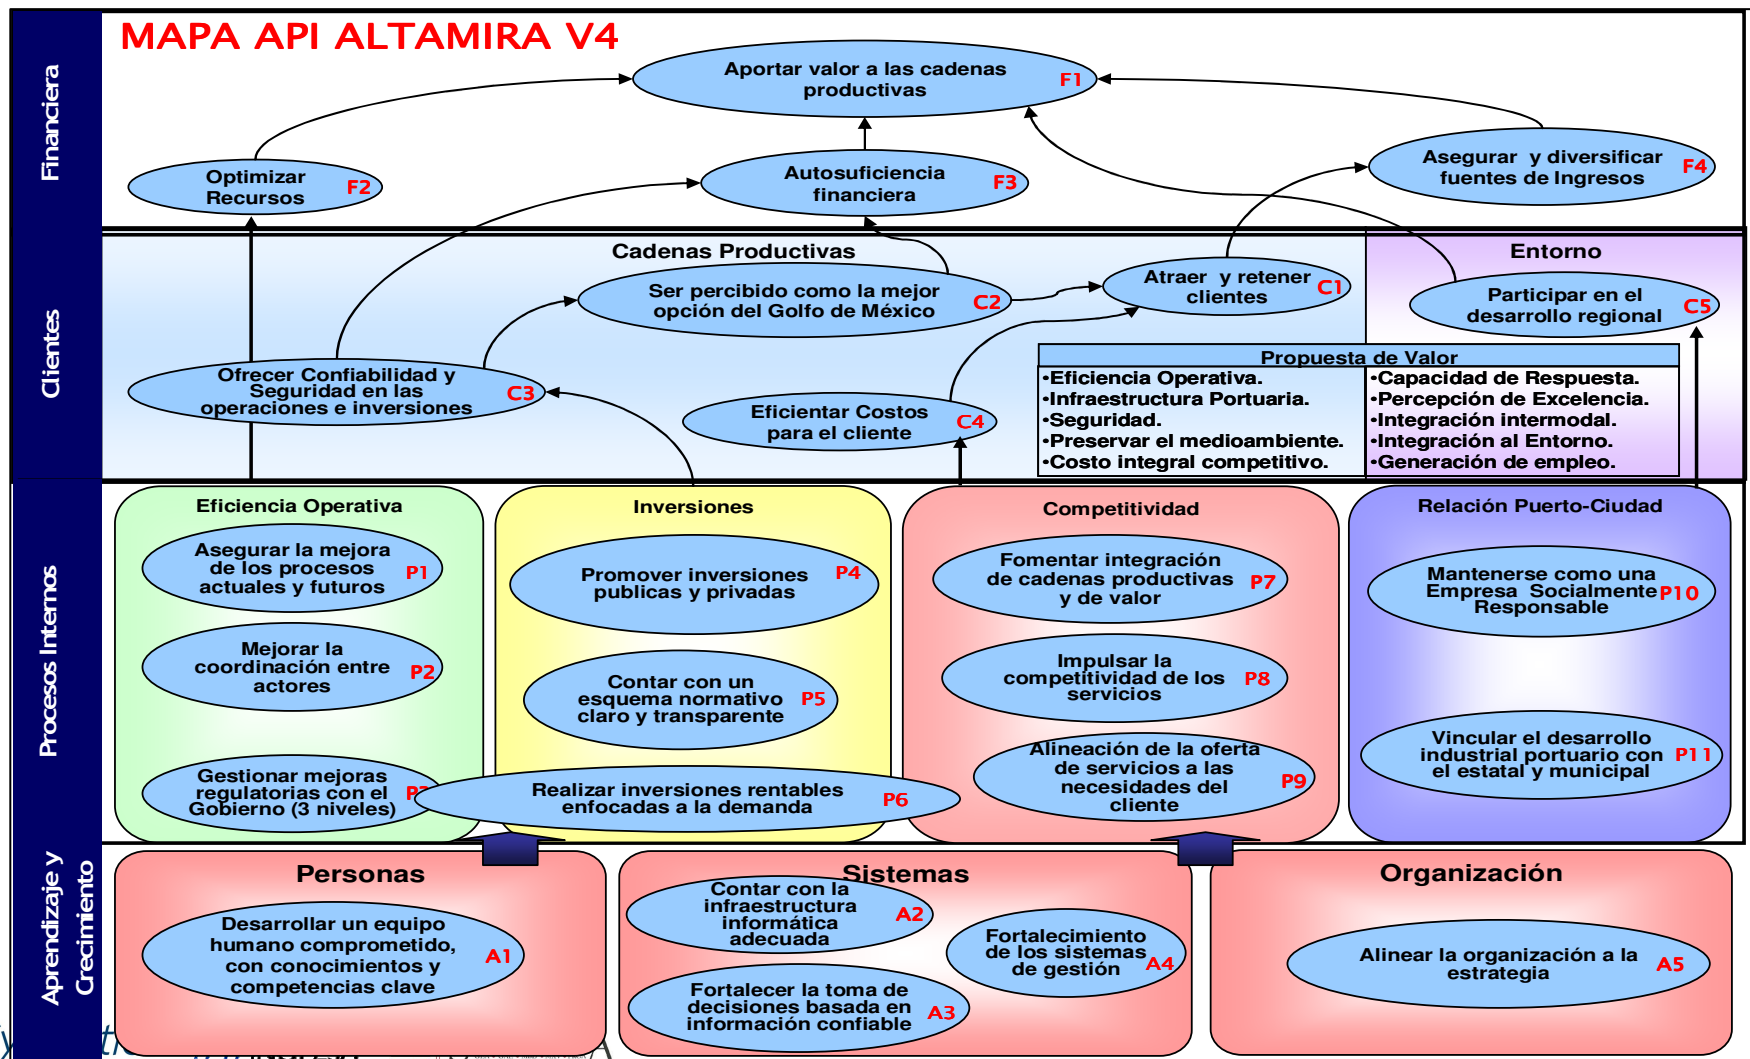 MAPA API ALTAMIRA V4
Financiera
Aportar valor a las cadenas
productivas
F1
Optimizar
Recursos
F2
Autosuficiencia
financiera
F3
Asegurar y diversificar
fuentes de Ingresos
F4
Clientes
Cadenas Productivas
Entorno
Atraer y retener
clientes
C1
Ser percibido como la mejor
opción del Golfo de México
C2
Participar en el
desarrollo regional
C5
Ofrecer Confiabilidad y
Seguridad en las
operaciones e inversiones
C3
Eficientar Costos
para el cliente
C4
Propuesta de Valor
•Eficiencia Operativa.
•Infraestructura Portuaria.
•Seguridad.
•Preservar el medioambiente.
•Costo integral competitivo.
•Capacidad de Respuesta.
•Percepción de Excelencia.
•Integración intermodal.
•Integración al Entorno.
•Generación de empleo.
Procesos Internos
Eficiencia Operativa
Asegurar la mejora
de los procesos
actuales y futuros
P1
Mejorar la
coordinación entre
actores
P2
Gestionar mejoras
regulatorias con el
Gobierno (3 niveles)
Inversiones
Promover inversiones
publicas y privadas
P4
Contar con un
esquema normativo
claro y transparente
P5
Realizar inversiones rentables
enfocadas a la demanda
P6
Competitividad
Fomentar integración
de cadenas productivas
y de valor
P7
Impulsar la
competitividad de los
servicios
P8
Alineación de la oferta
de servicios a las
necesidades del
cliente
P9
Relación Puerto-Ciudad
Mantenerse como una
Empresa Socialmente
Responsable
P10
Vincular el desarrollo
industrial portuario con
el estatal y municipal
P11
Aprendizaje y
Crecimiento
Personas
Desarrollar un equipo
humano comprometido,
con conocimientos y
competencias clave
A1
Sistemas
Contar con la
infraestructura
informática
adecuada
A2
Fortalecimiento
de los sistemas
de gestión
A4
Fortalecer la toma de
decisiones basada en
información confiable
A3
Organización
Alinear la organización a la
estrategia
A5